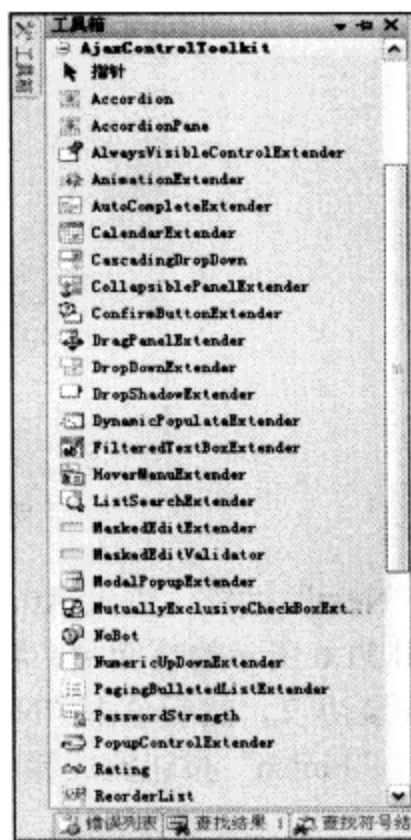 工具箱
工具箱
AjaxControlToolkit
指针
Accordion
AccordionPane
AlwaysVisibleControlExtender
AnimationExtender
AutoCompleteExtender
CalendarExtender
CascadingDropDown
CollapsiblePanelExtender
ConfirmButtonExtender
DragPanelExtender
DropDownExtender
DropShadowExtender
DynamicPopulateExtender
FilteredTextBoxExtender
HoverMenuExtender
ListSearchExtender
MaskedEditExtender
MaskedEditValidator
ModalPopupExtender
MutuallyExclusiveCheckBoxExt...
NoBot
NumericUpDownExtender
PagingBulletedListExtender
PasswordStrength
PopupControlExtender
Rating
ReorderList
错误列表 查找结果 1 查找符号结